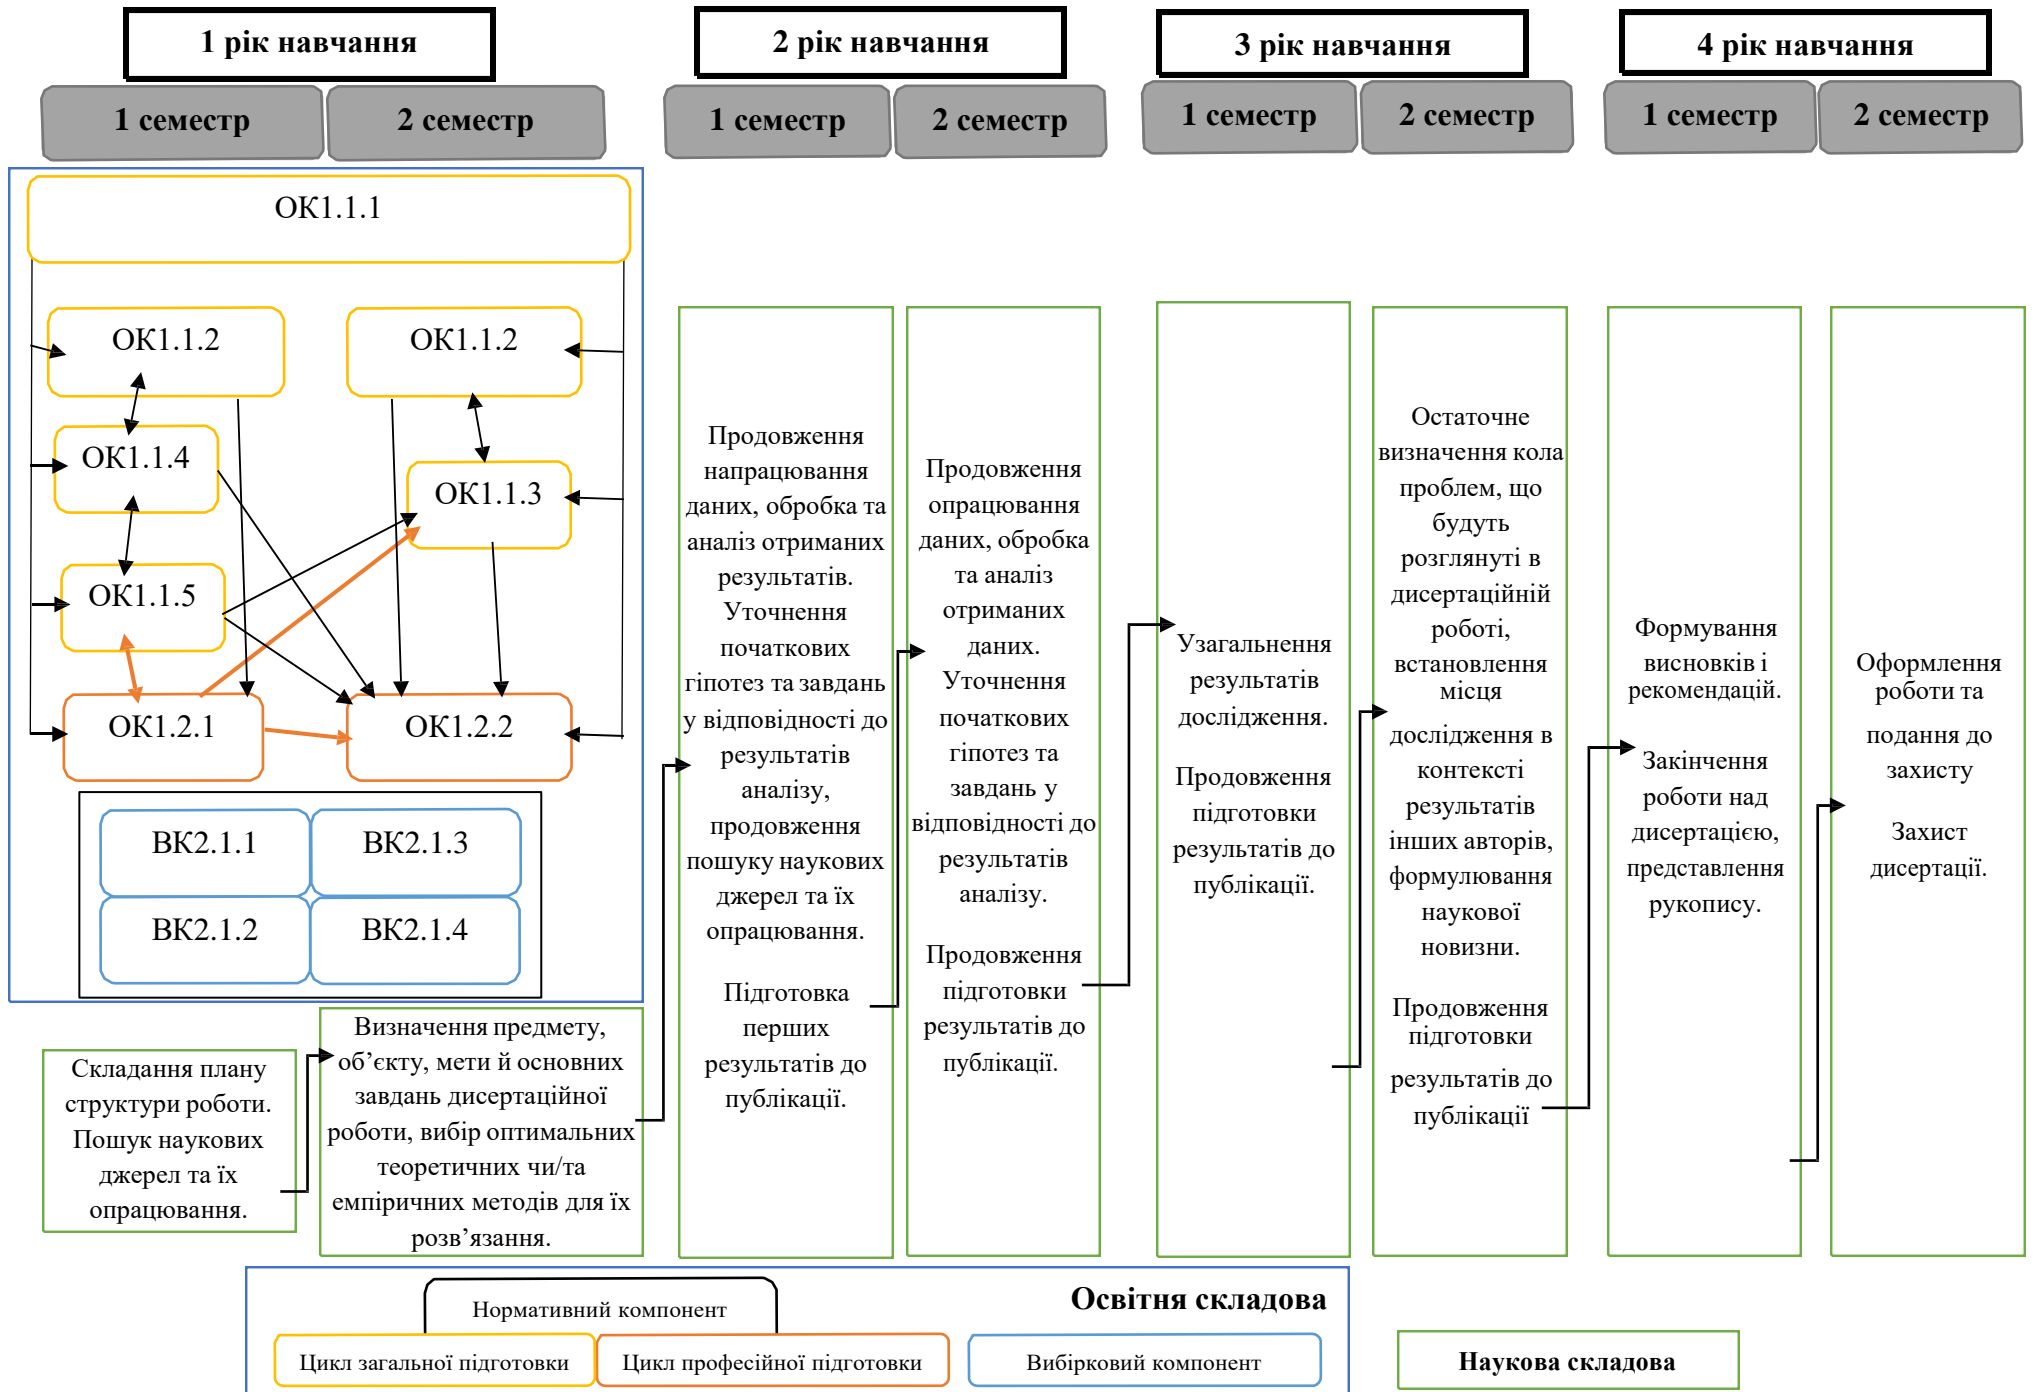 1 рік навчання
2 рік навчання
3 рік навчання
4 рік навчання
1 семестр
2 семестр
1 семестр
2 семестр
1 семестр
2 семестр
1 семестр
2 семестр
ОК1.1.1
ОК1.1.2
ОК1.1.2
ОК1.1.4
ОК1.1.3
ОК1.1.5
ОК1.2.1
ОК1.2.2
ВК2.1.1
ВК2.1.3
ВК2.1.2
ВК2.1.4
Складання плану
структури роботи.
Пошук наукових
джерел та їх
опрацювання.
Визначення предмету,
об’єкту, мети й основних
завдань дисертаційної
роботи, вибір оптимальних
теоретичних чи/та
емпіричних методів для їх
розв’язання.
Продовження
напрацювання
даних, обробка та
аналіз отриманих
результатів.
Уточнення
початкових
гіпотез та завдань
у відповідності до
результатів
аналізу,
продовження
пошуку наукових
джерел та їх
опрацювання.
Підготовка
перших
результатів до
публікації.
Продовження
опрацювання
даних, обробка
та аналіз
отриманих
даних.
Уточнення
початкових
гіпотез та
завдань у
відповідності до
результатів
аналізу.
Продовження
підготовки
результатів до
публікації.
Узагальнення
результатів
дослідження.
Продовження
підготовки
результатів до
публікації.
Остаточне
визначення кола
проблем, що
будуть
розглянуті в
дисертаційній
роботі,
встановлення
місця
дослідження в
контексті
результатів
інших авторів,
формулювання
наукової
новизни.
Продовження
підготовки
результатів до
публікації
Формування
висновків і
рекомендацій.
Закінчення
роботи над
дисертацією,
представлення
рукопису.
Оформлення
роботи та
подання до
захисту
Захист
дисертації.
Нормативний компонент
Освітня складова
Цикл загальної підготовки
Цикл професійної підготовки
Вибірковий компонент
Наукова складова